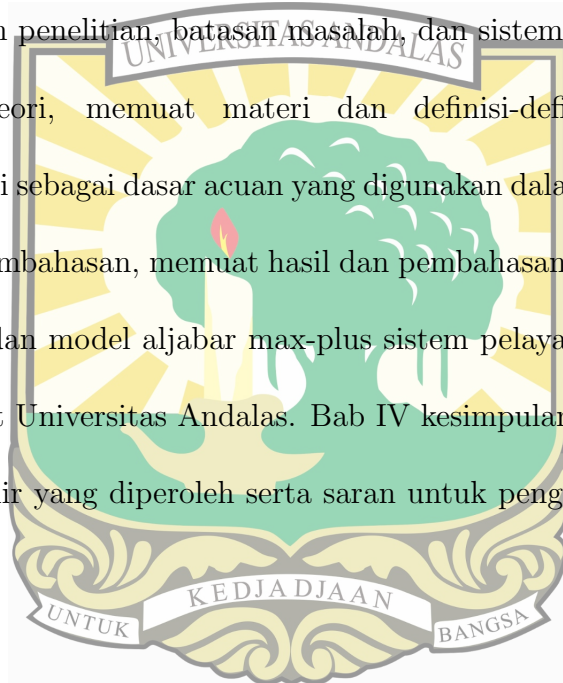 n penelitian, batasan masalah, dan sistem
UNIVERSITAS ANDALAS
eori, memuat materi dan definisi-defi
i sebagai dasar acuan yang digunakan dala
mbahasan, memuat hasil dan pembahasan
dan model aljabar max-plus sistem pelaya
t Universitas Andalas. Bab IV kesimpulan
ir yang diperoleh serta saran untuk peng
UNTUK KEDJADJAAN BANGSA